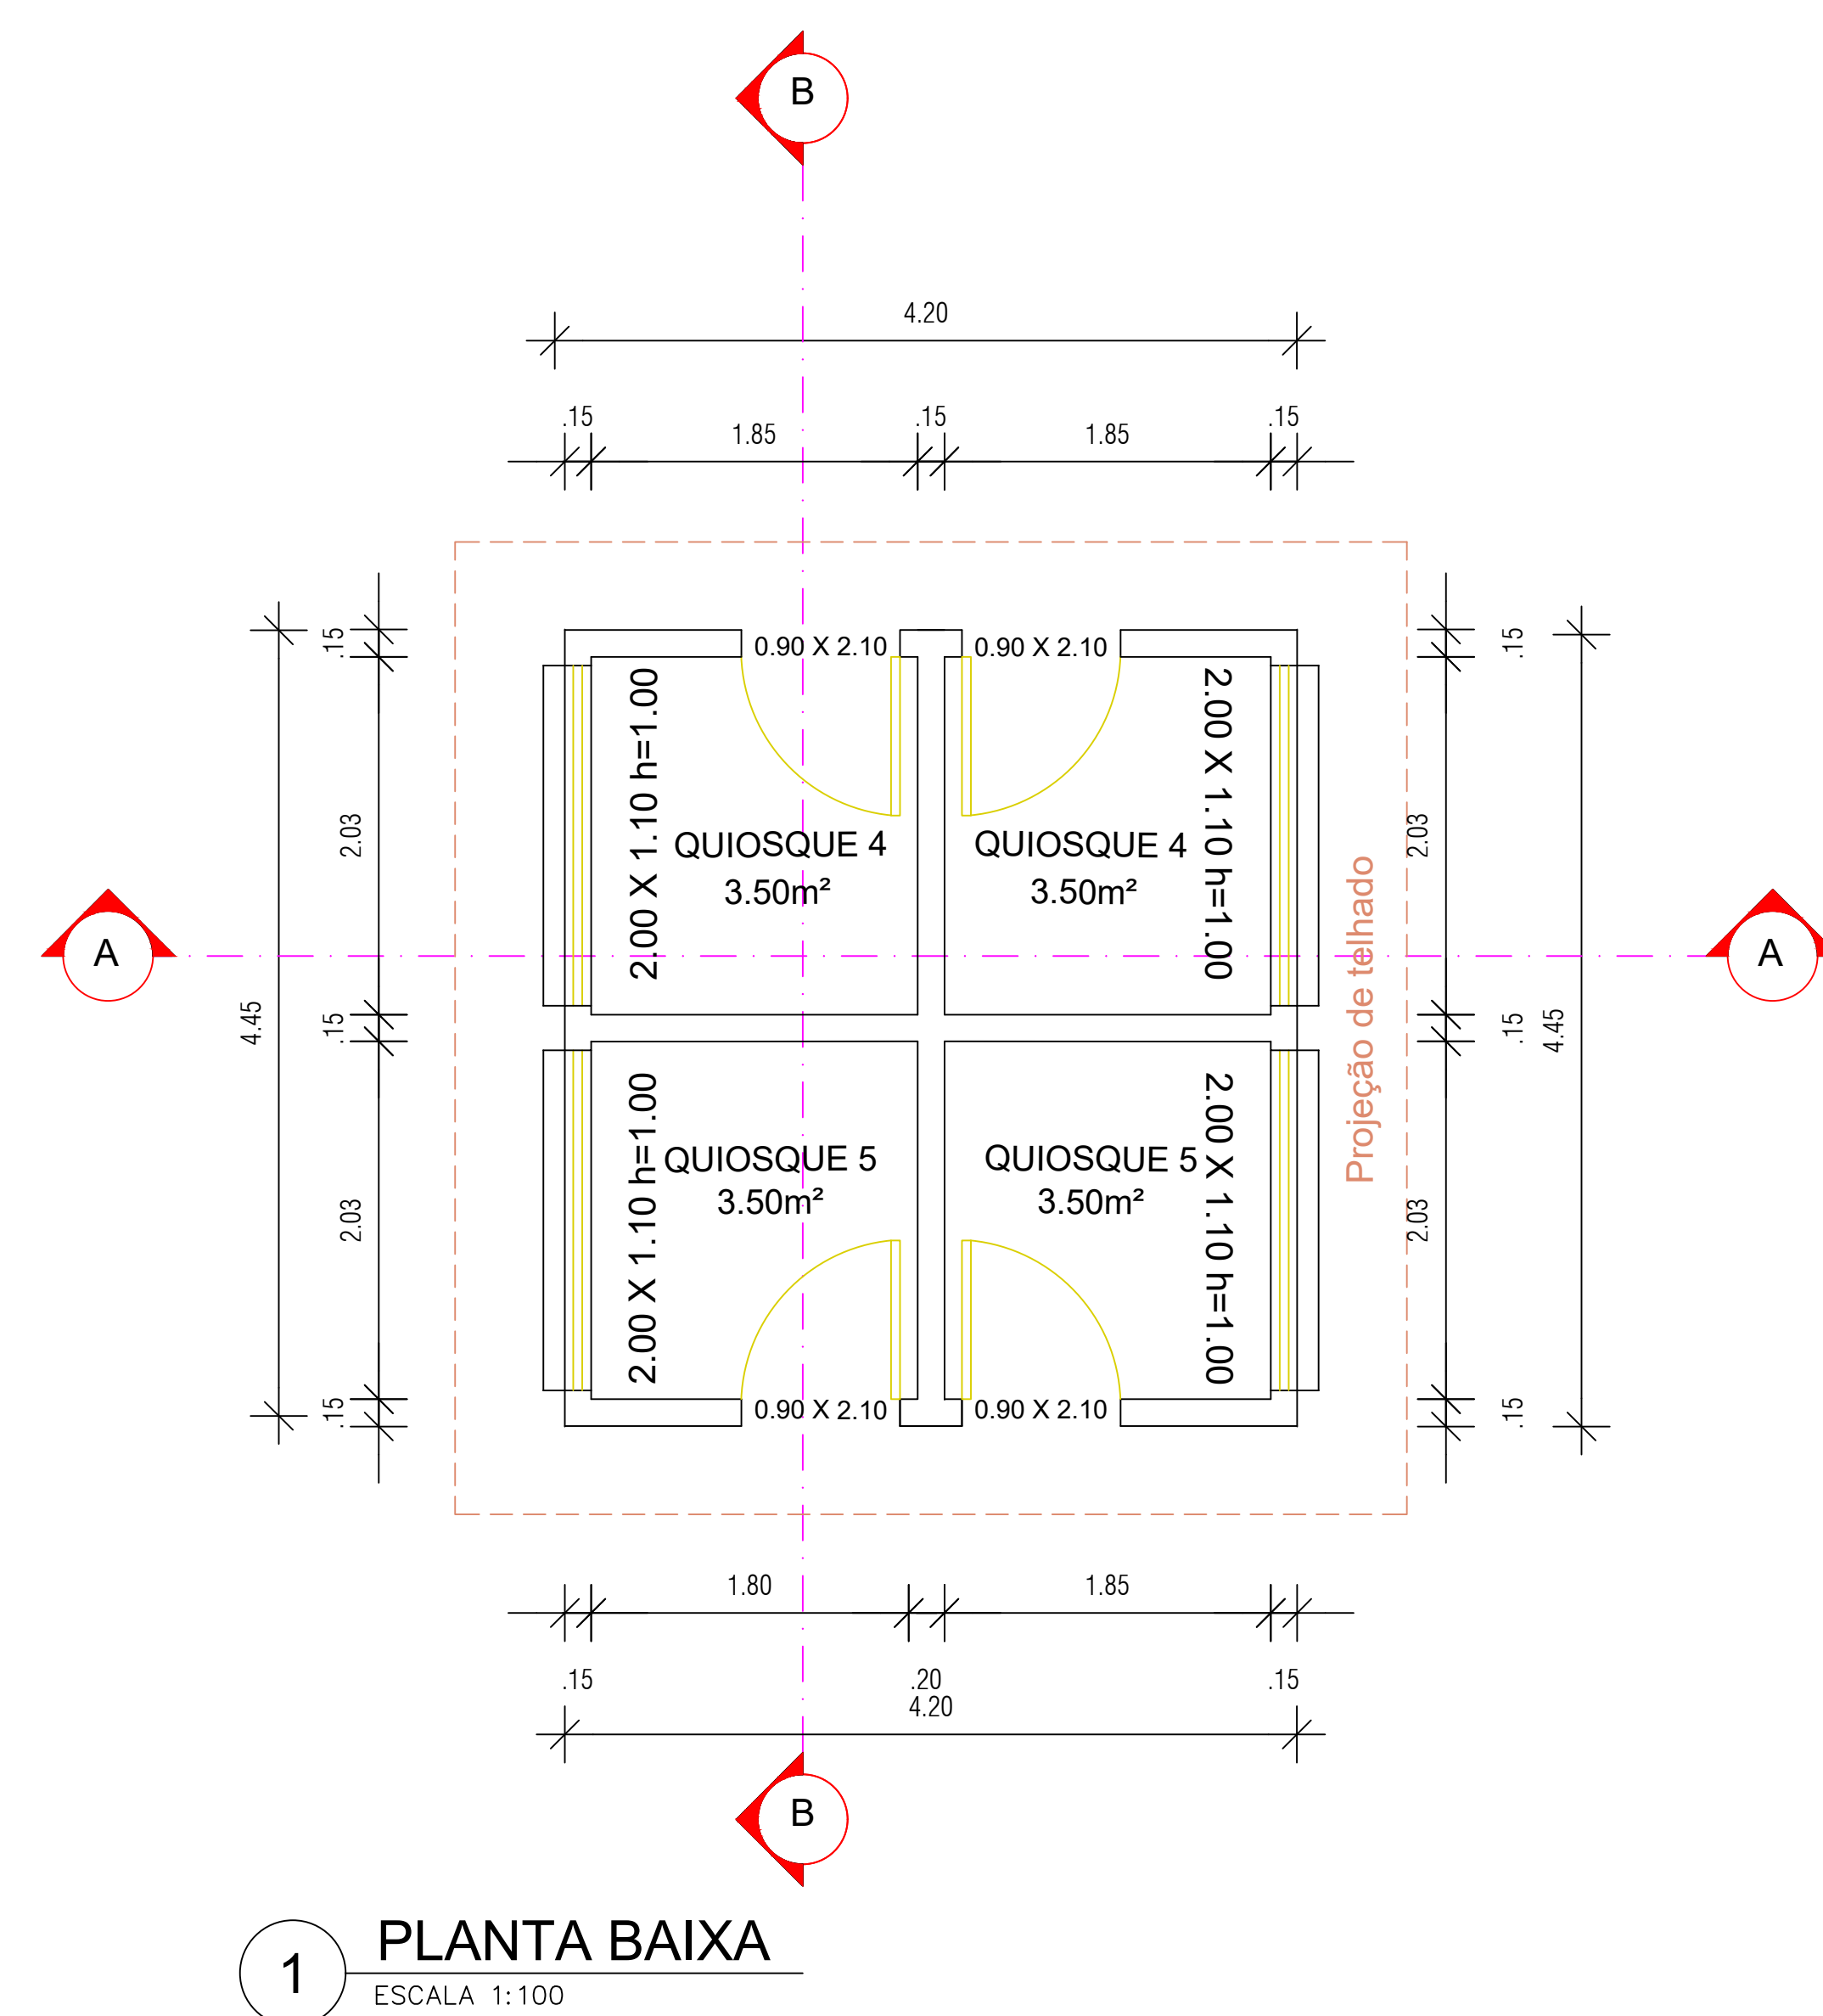 B
4.20
.15
.15
.15
1.85
1.85
.15
0.90 X 2.10
0.90 X 2.10
.15
2.00 X 1.10 h=1.00
2.00 X 1.10 h=1.00
2.03
QUIOSQUE 4
3.50m²
QUIOSQUE 4
3.50m²
2.03
Projeção de telhado
A
A
4.45
.15
.15
4.45
2.00 X 1.10 h=1.00
QUIOSQUE 5
3.50m²
QUIOSQUE 5
3.50m²
2.00 X 1.10 h=1.00
2.03
2.03
.15
0.90 X 2.10
0.90 X 2.10
.15
1.80
1.85
.15
.20
.15
4.20
B
1
PLANTA BAIXA
ESCALA 1:100